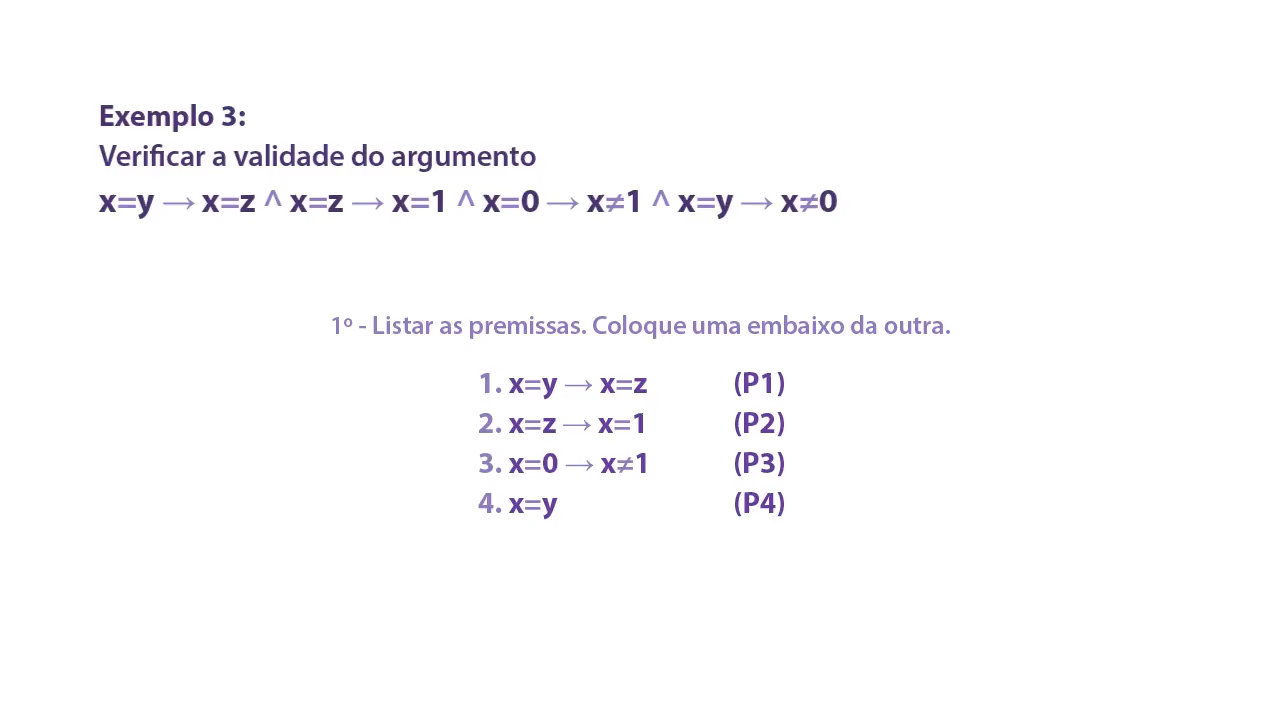 Exemplo 3:
Verificar a validade do argumento
x=y → x=z ^ x=z → x=1 ^ x=0 → x≠1 ^ x=y → x≠0
1º - Listar as premissas. Coloque uma embaixo da outra.
1. x=y → x=z (P1)
2. x=z → x=1 (P2)
3. x=0 → x≠1 (P3)
4. x=y (P4)